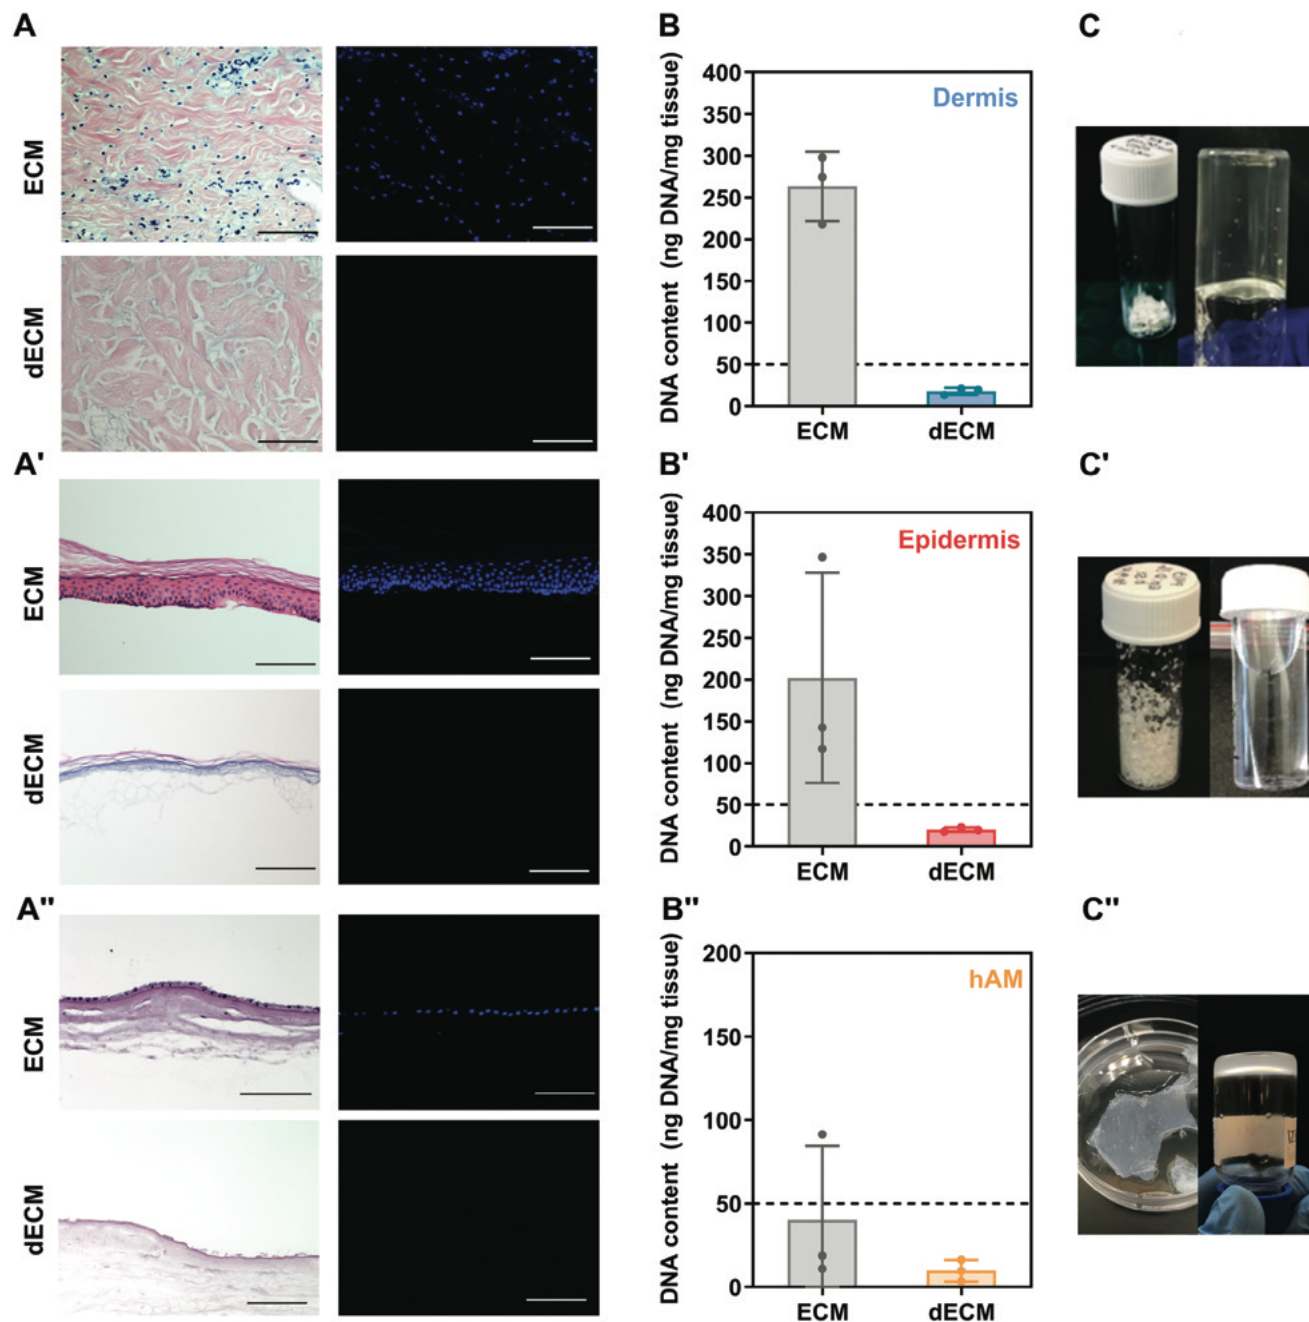 A
ECM
dECM
B
DNA content (ng DNA/mg tissue)
400
350
300
250
200
150
100
50
0
Dermis
ECM
dECM
C
A'
ECM
dECM
B'
DNA content (ng DNA/mg tissue)
400
350
300
250
200
150
100
50
0
Epidermis
ECM
dECM
C'
A"
ECM
dECM
B"
DNA content (ng DNA/mg tissue)
200
150
100
50
0
hAM
ECM
dECM
C"